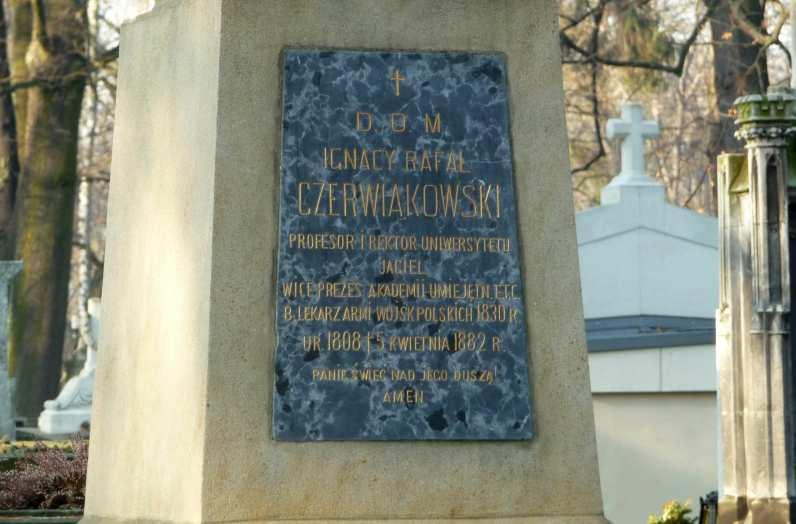 D. O. M.
IGNACY RAFAŁ
CZERWIAKOWSKI
PROFESOR I REKTOR UNIWERSYTETU
JAGIEL.
WICE PREZES AKADEMII UMIEJĘTN. ETC.
B. LEKARZ ARMI WOJSK POLSKICH 1830 R.
UR. 1808 † 5 KWIETNIA 1882 R.
PANIE ŚWIEĆ NAD JEGO DUSZĄ!
AMEN